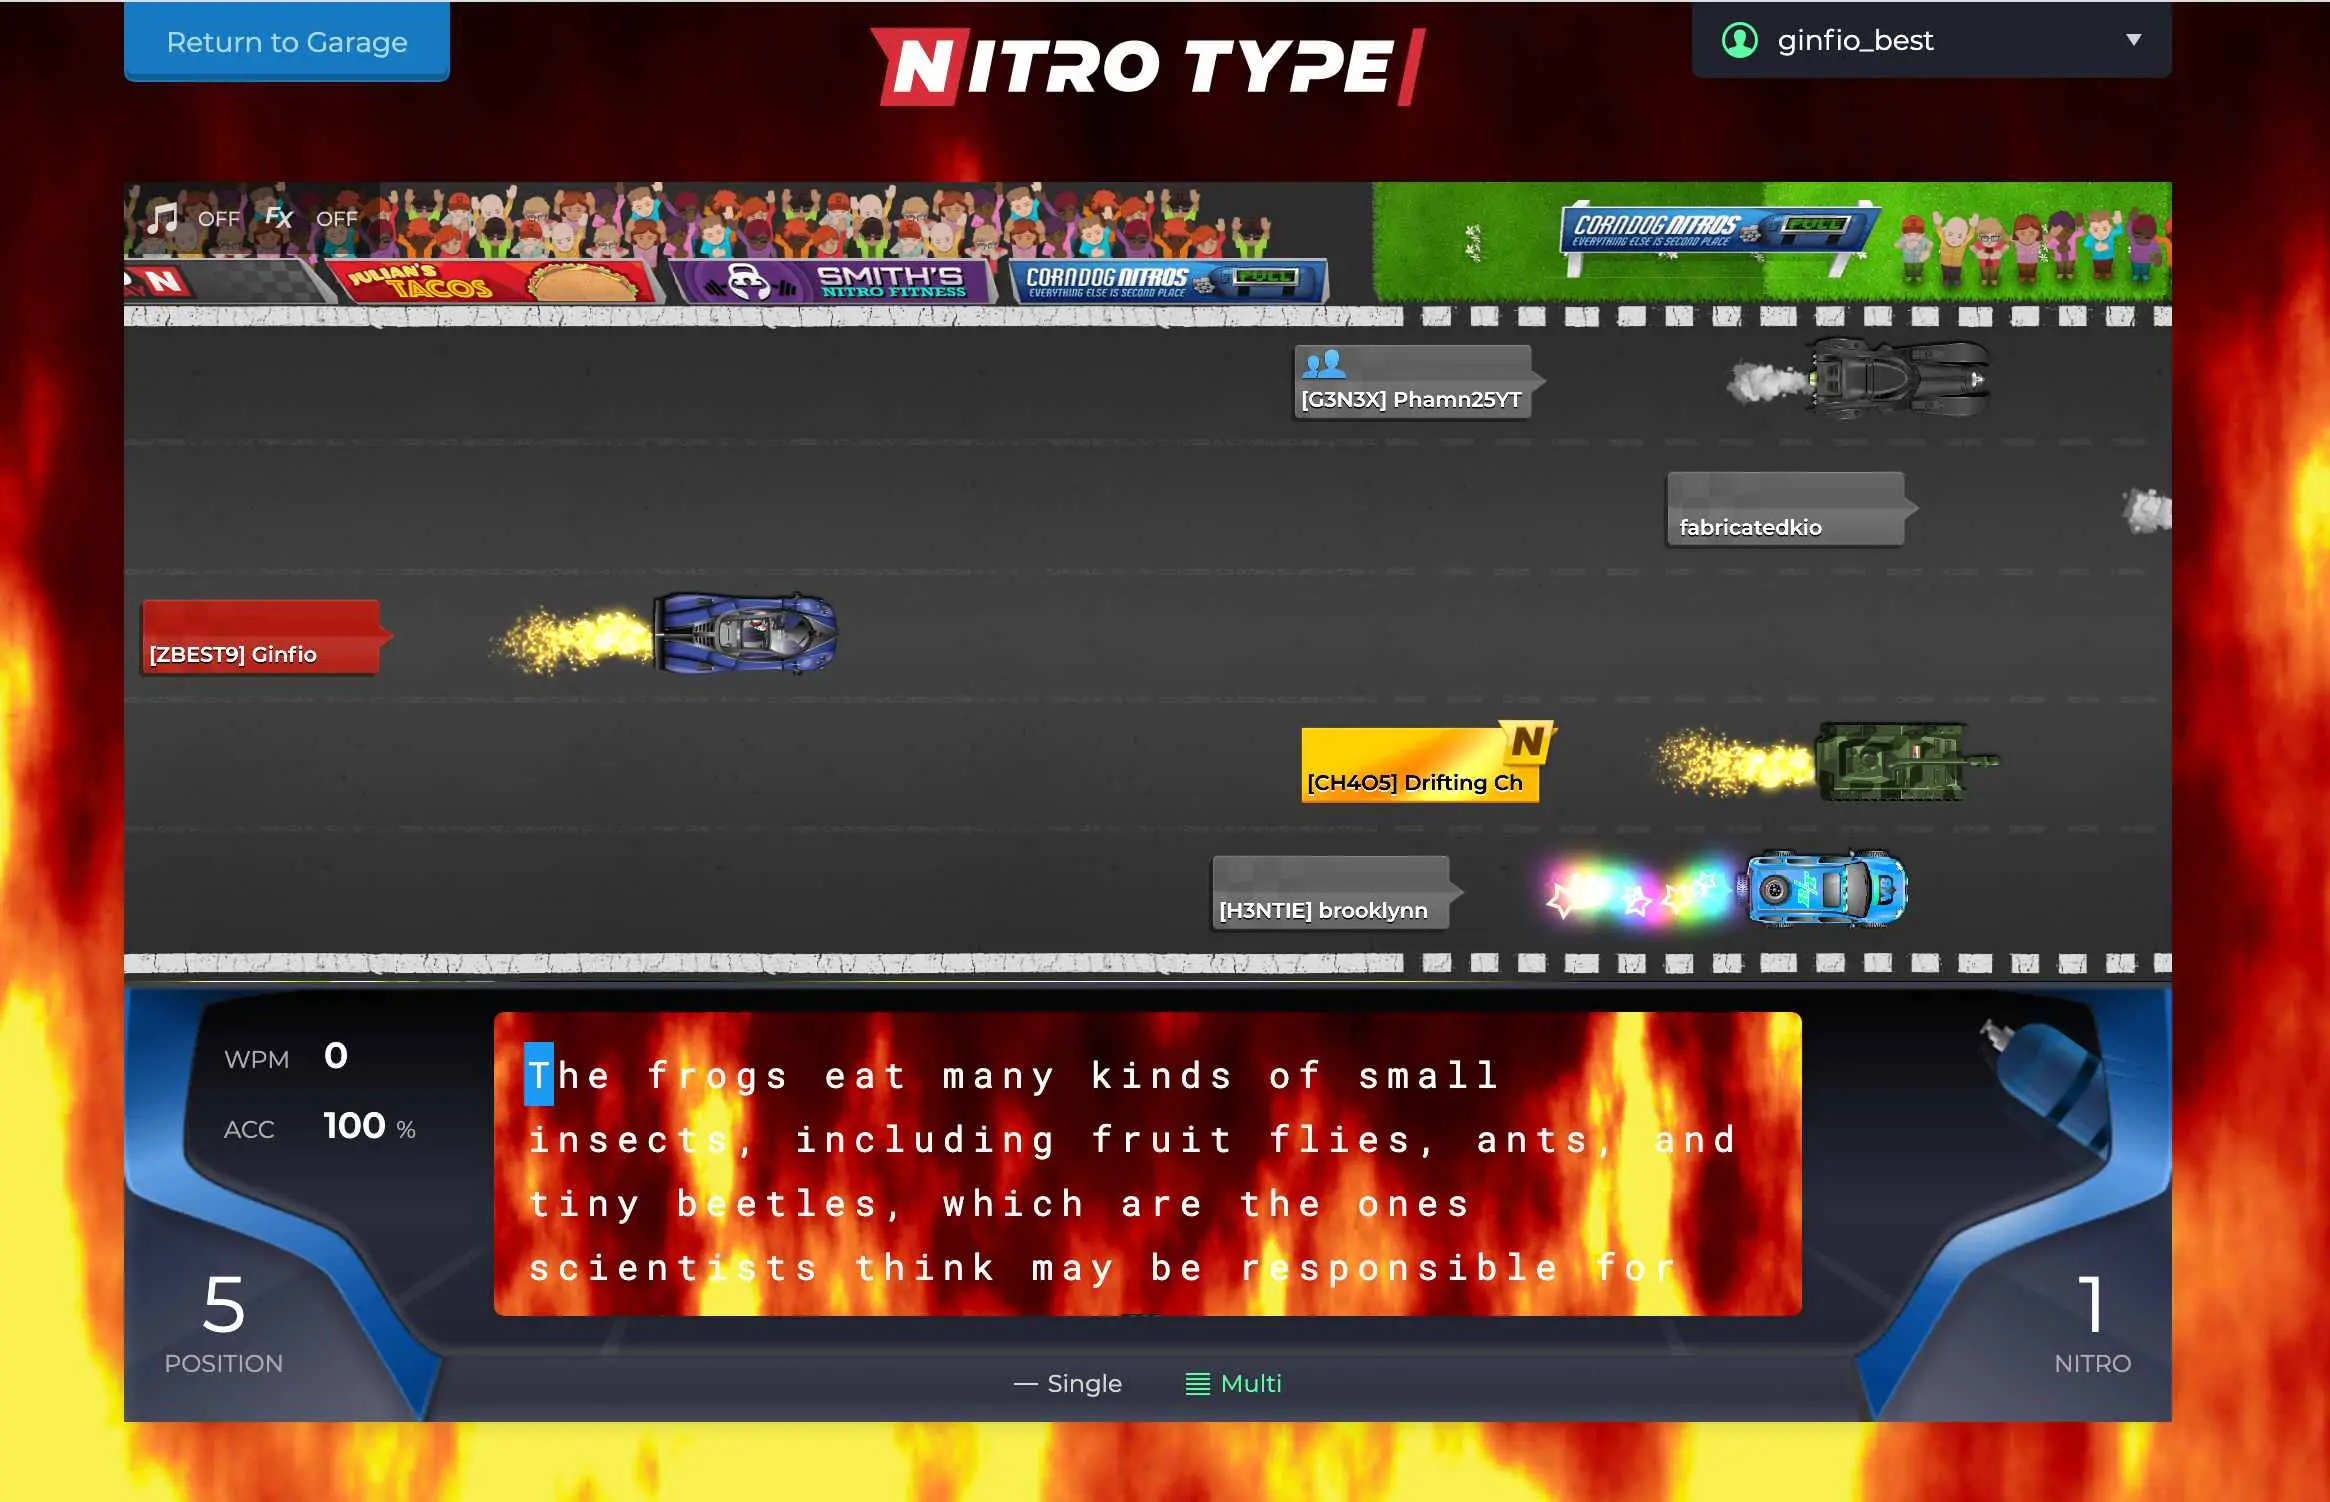 Return to Garage
NITRO TYPE
ginfio_best
OFF FX OFF
N
JULIAN'S
TACOS
SMITH'S
NITRO FITNESS
CORNDOG NITROS
EVERYTHING ELSE IS SECOND PLACE
FULL
CORNDOG NITROS
EVERYTHING ELSE IS SECOND PLACE
FULL
[G3N3X] Phamn25YT
fabricatedkio
[ZBEST9] Ginfio
N
[CH4O5] Drifting Ch
[H3NTIE] brooklynn
WPM 0
ACC 100 %
The frogs eat many kinds of small
insects, including fruit flies, ants, and
tiny beetles, which are the ones
scientists think may be responsible for
5
POSITION
1
NITRO
Single
Multi